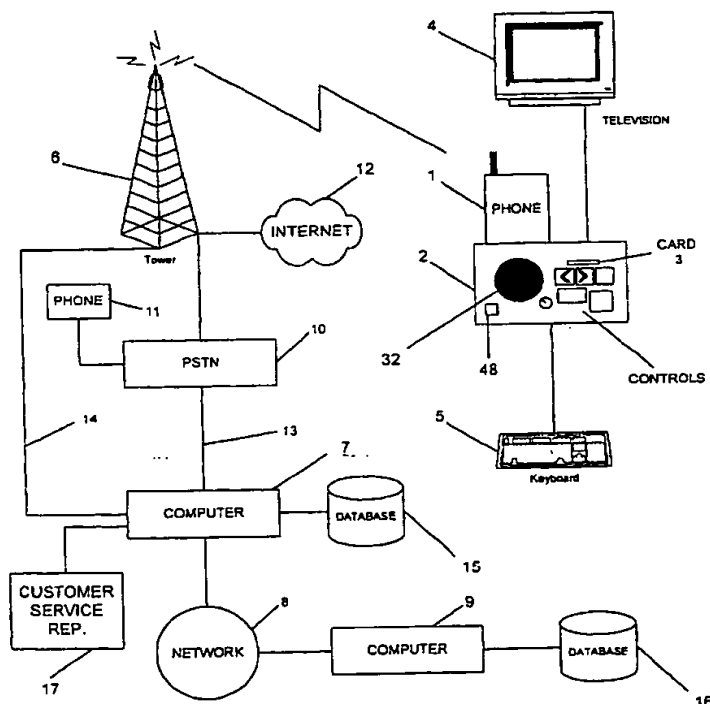 4
TELEVISION
6
12
1
PHONE
INTERNET
Tower
CARD
3
2
PHONE
11
10
PSTN
32
48
CONTROLS
14
13
5
...
7
Keyboard
COMPUTER
DATABASE
15
CUSTOMER
SERVICE
REP.
8
9
NETWORK
COMPUTER
DATABASE
17
16